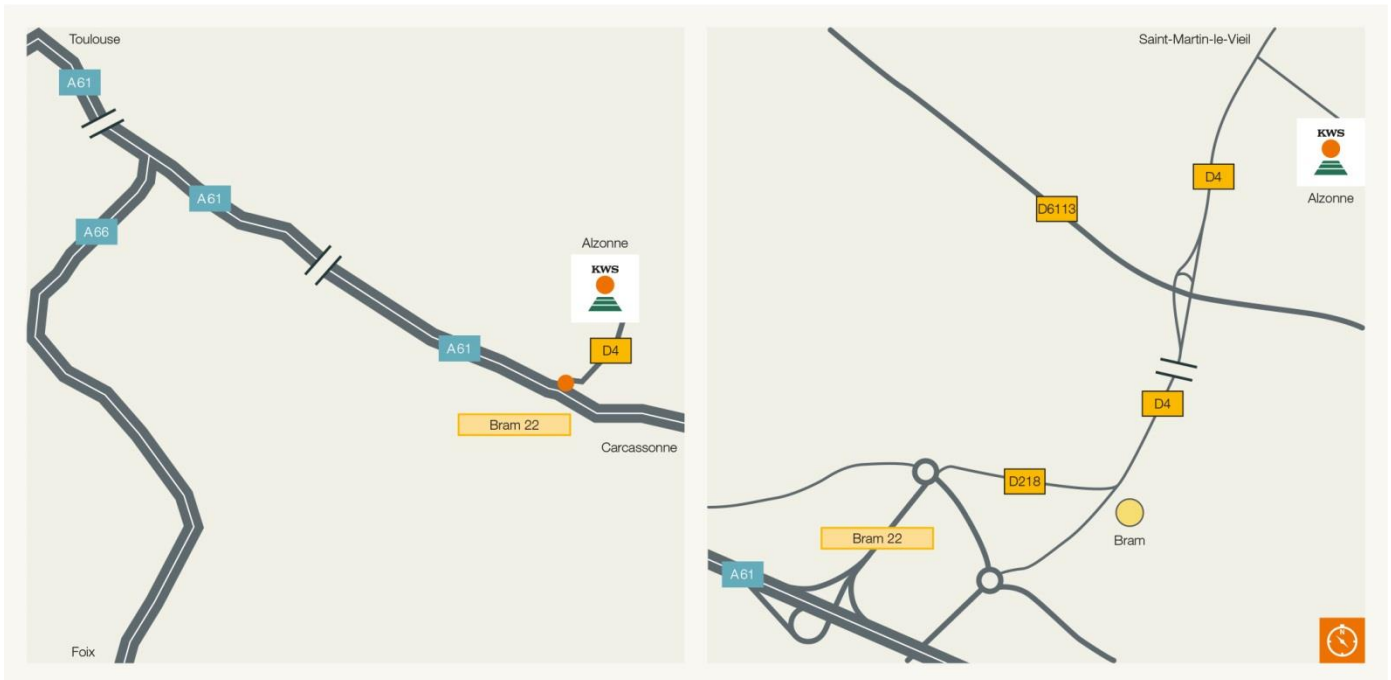 Toulouse
A61
A61
A66
Alzonne
KWS
A61
D4
Bram 22
Carcassonne
Foix
Saint-Martin-le-Vieil
KWS
D4
Alzonne
D6113
D4
D218
Bram 22
Bram
A61
N